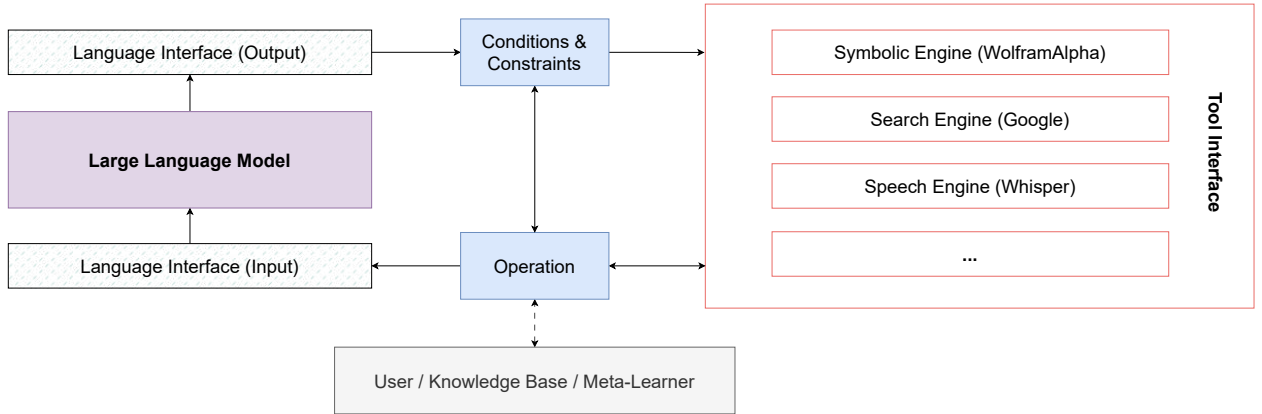 Language Interface (Output)
Large Language Model
Language Interface (Input)
Conditions &
Constraints
Operation
User / Knowledge Base / Meta-Learner
Symbolic Engine (WolframAlpha)
Search Engine (Google)
Speech Engine (Whisper)
...
Tool Interface